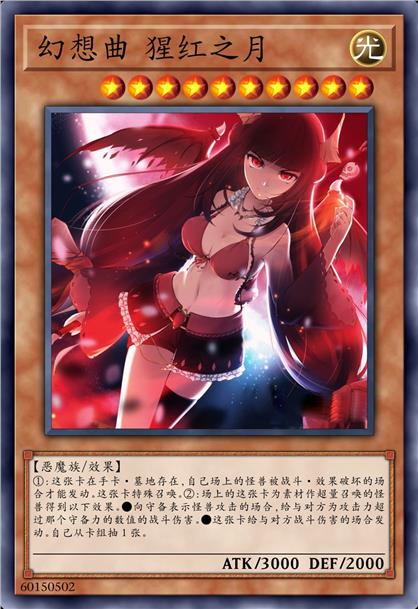 幻想曲 猩红之月
光
【恶魔族/效果】
①:这张卡在手卡·墓地存在,自己场上的怪兽被战斗·效果破坏的场
合才能发动。这张卡特殊召唤。②:场上的这张卡为素材作超量召唤的怪
兽得到以下效果。●向守备表示怪兽攻击的场合,给与对方为攻击力超
过那个守备力的数值的战斗伤害。●这张卡给与对方战斗伤害的场合发
动。自己从卡组抽1张。
ATK/3000 DEF/2000
60150502